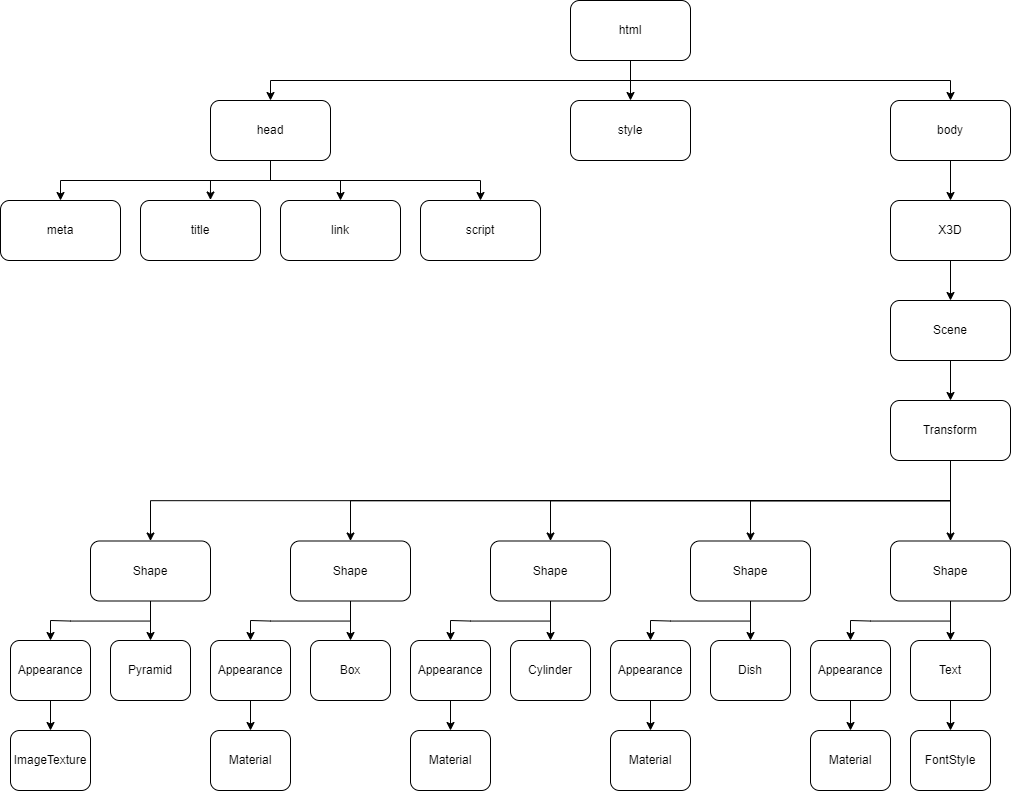 html
head
style
body
meta
title
link
script
X3D
Scene
Transform
Shape
Shape
Shape
Shape
Shape
Appearance
Pyramid
Appearance
Box
Appearance
Cylinder
Appearance
Dish
Appearance
Text
ImageTexture
Material
Material
Material
Material
FontStyle